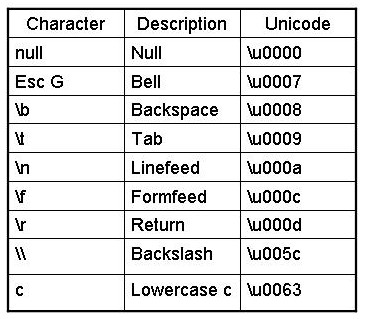 Character Description Unicode
null Null \u0000
Esc G Bell \u0007
\b Backspace \u0008
\t Tab \u0009
\n Linefeed \u000a
\f Formfeed \u000c
\r Return \u000d
\\ Backslash \u005c
c Lowercase c \u0063